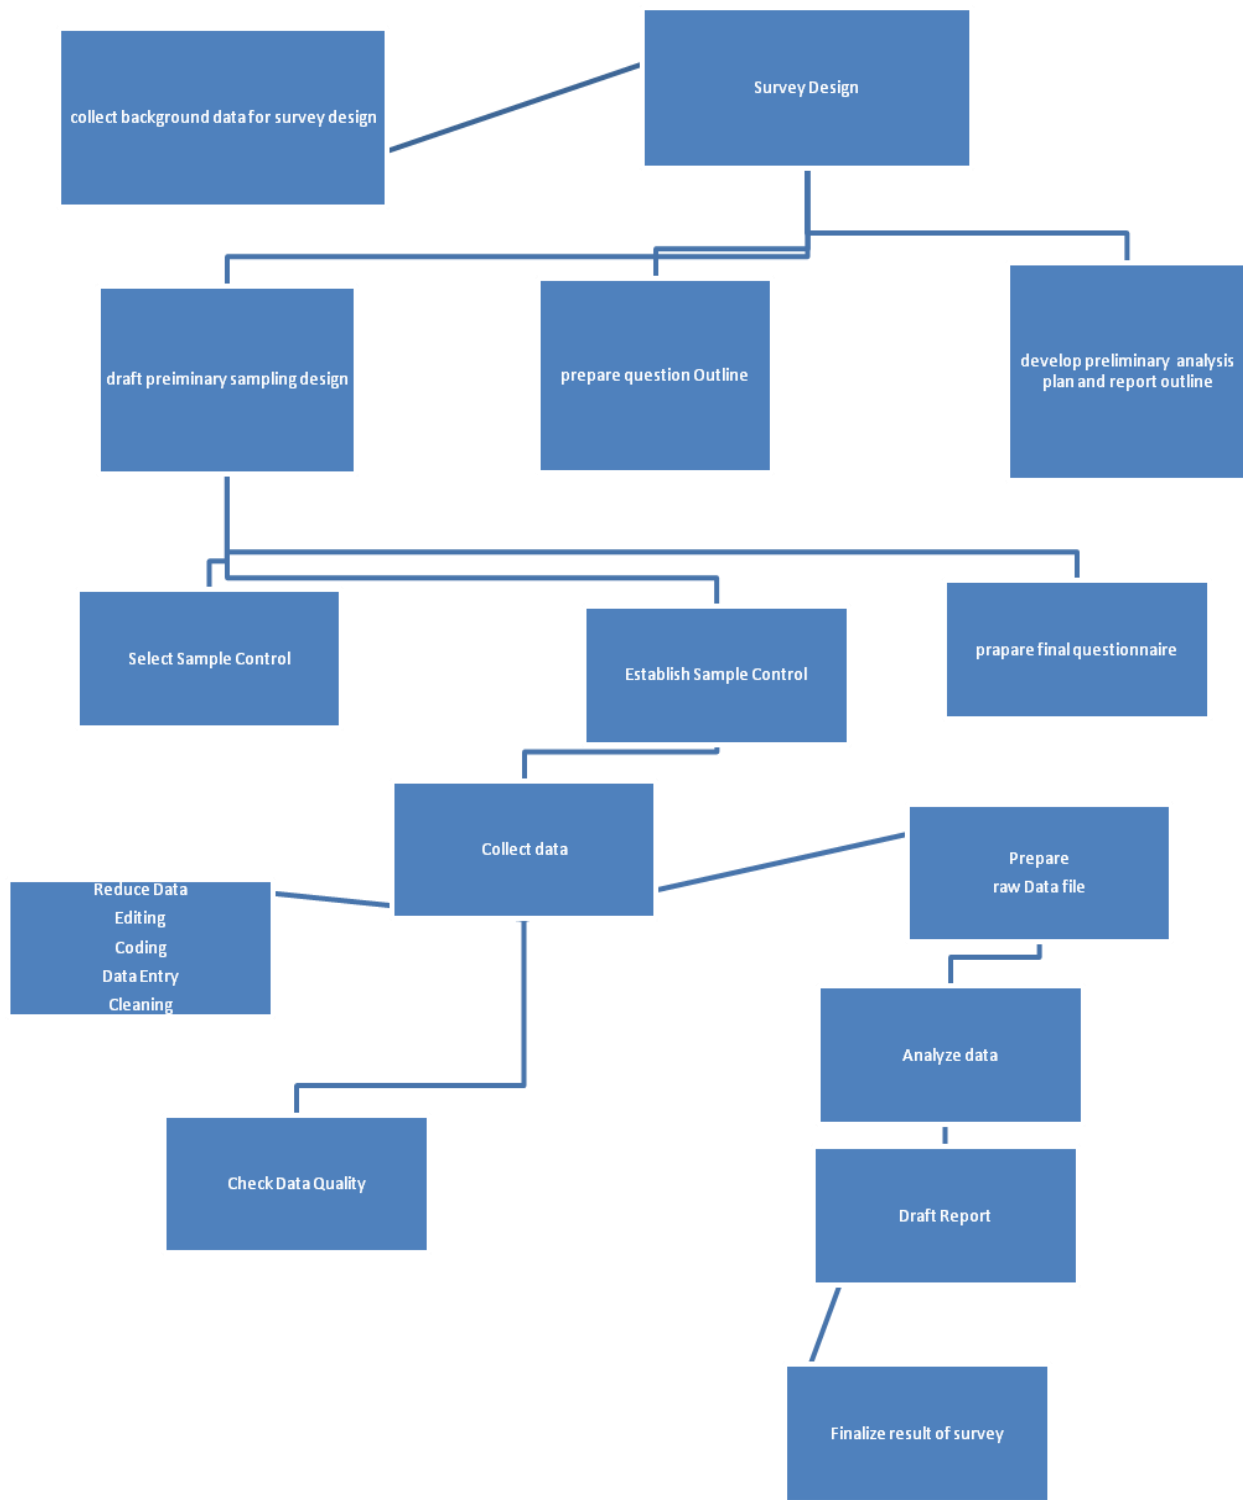 collect background data for survey design
Survey Design
draft preiminary sampling design
prepare question Outline
develop preliminary analysis
plan and report outline
Select Sample Control
Establish Sample Control
prapare final questionnaire
Collect data
Prepare
raw Data file
Reduce Data
Editing
Coding
Data Entry
Cleaning
Analyze data
Check Data Quality
Draft Report
Finalize result of survey